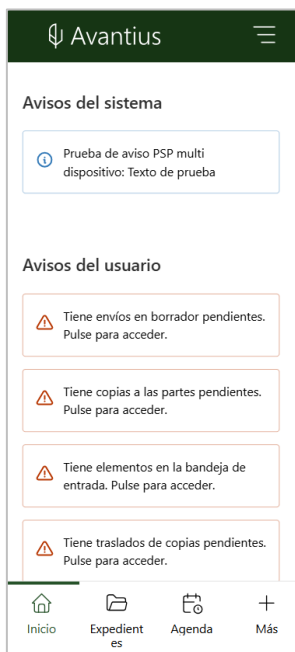 Avantius
Avisos del sistema
Prueba de aviso PSP multi
dispositivo: Texto de prueba
Avisos del usuario
Tiene envíos en borrador pendientes.
Pulse para acceder.
Tiene copias a las partes pendientes.
Pulse para acceder.
Tiene elementos en la bandeja de
entrada. Pulse para acceder.
Tiene traslados de copias pendientes.
Pulse para acceder.
Inicio
Expedient
es
Agenda
Más